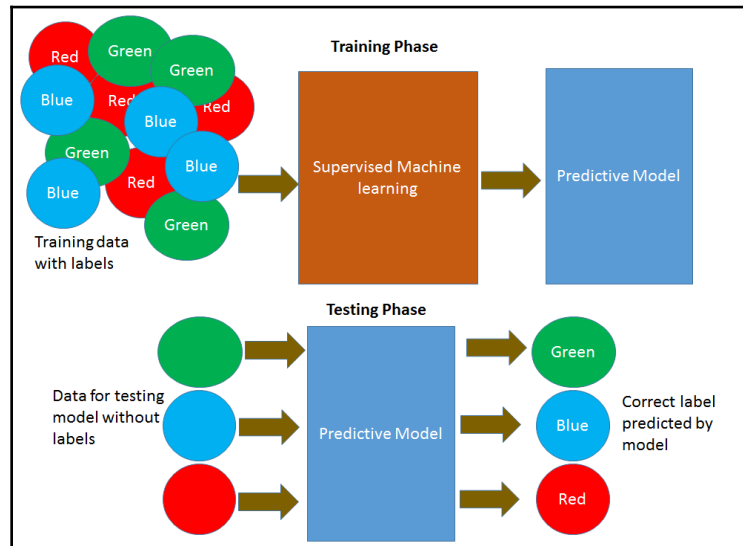 Training Phase
Red
Green
Green
Blue
Red
Red
Blue
Green
Blue
Red
Blue
Green
Training data
with labels
Supervised Machine
learning
Predictive Model
Testing Phase
Data for testing
model without
labels
Predictive Model
Green
Blue
Red
Correct label
predicted by
model